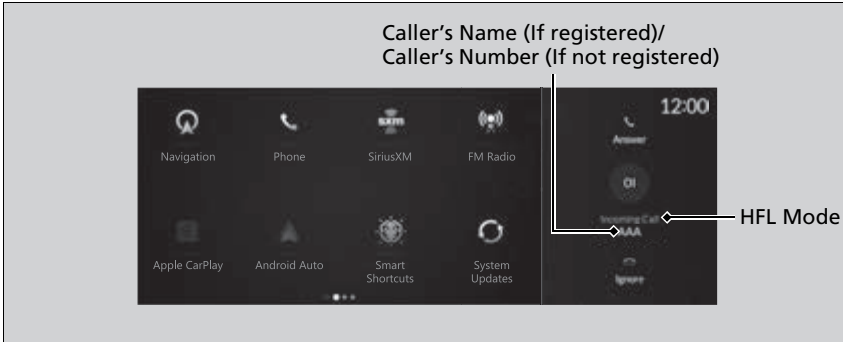 Caller's Name (If registered)/
Caller's Number (If not registered)
12:00
Navigation
Phone
sxm
SiriusXM
FM Radio
Answer
Incoming Call
HFL Mode
AAA
Apple CarPlay
Android Auto
Smart
Shortcuts
System
Updates
Ignore